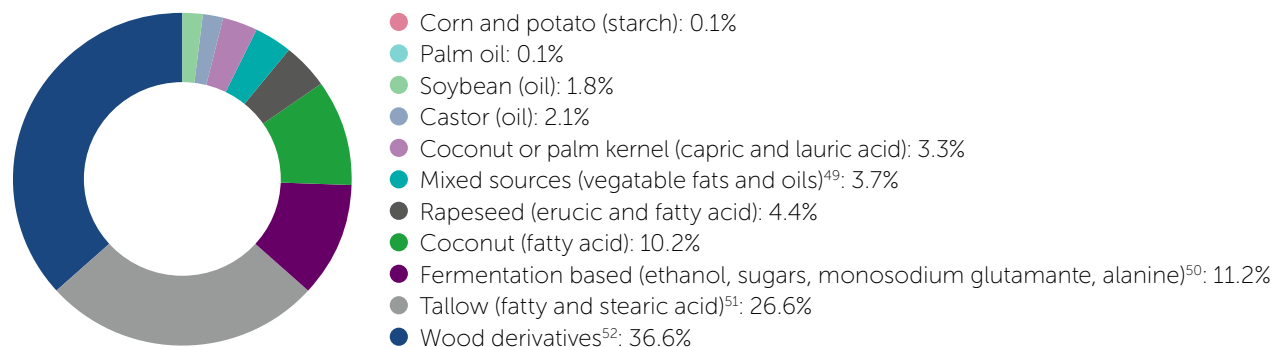 Corn and potato (starch): 0.1%
Palm oil: 0.1%
Soybean (oil): 1.8%
Castor (oil): 2.1%
Coconut or palm kernel (capric and lauric acid): 3.3%
Mixed sources (vegatable fats and oils)⁴⁹: 3.7%
Rapeseed (erucic and fatty acid): 4.4%
Coconut (fatty acid): 10.2%
Fermentation based (ethanol, sugars, monosodium glutamante, alanine)⁵⁰: 11.2%
Tallow (fatty and stearic acid)⁵¹: 26.6%
Wood derivatives⁵²: 36.6%